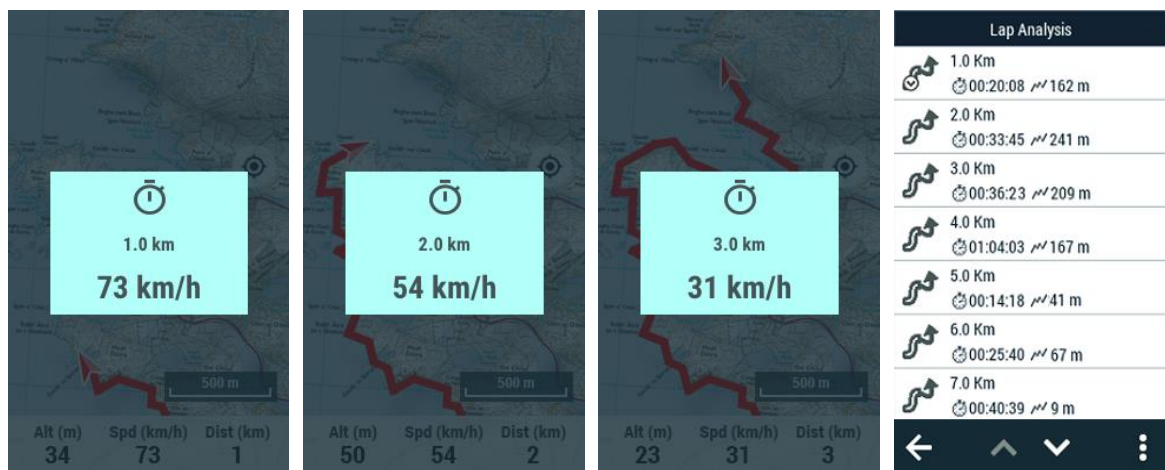 1.0 km
73 km/h
500 m
Alt (m) Spd (km/h) Dist (km)
34 73 1
2.0 km
54 km/h
500 m
Alt (m) Spd (km/h) Dist (km)
50 54 2
3.0 km
31 km/h
500 m
Alt (m) Spd (km/h) Dist (km)
23 31 3
Lap Analysis
1.0 Km
00:20:08 162 m
2.0 Km
00:33:45 241 m
3.0 Km
00:36:23 209 m
4.0 Km
01:04:03 167 m
5.0 Km
00:14:18 41 m
6.0 Km
00:25:40 67 m
7.0 Km
00:40:39 9 m